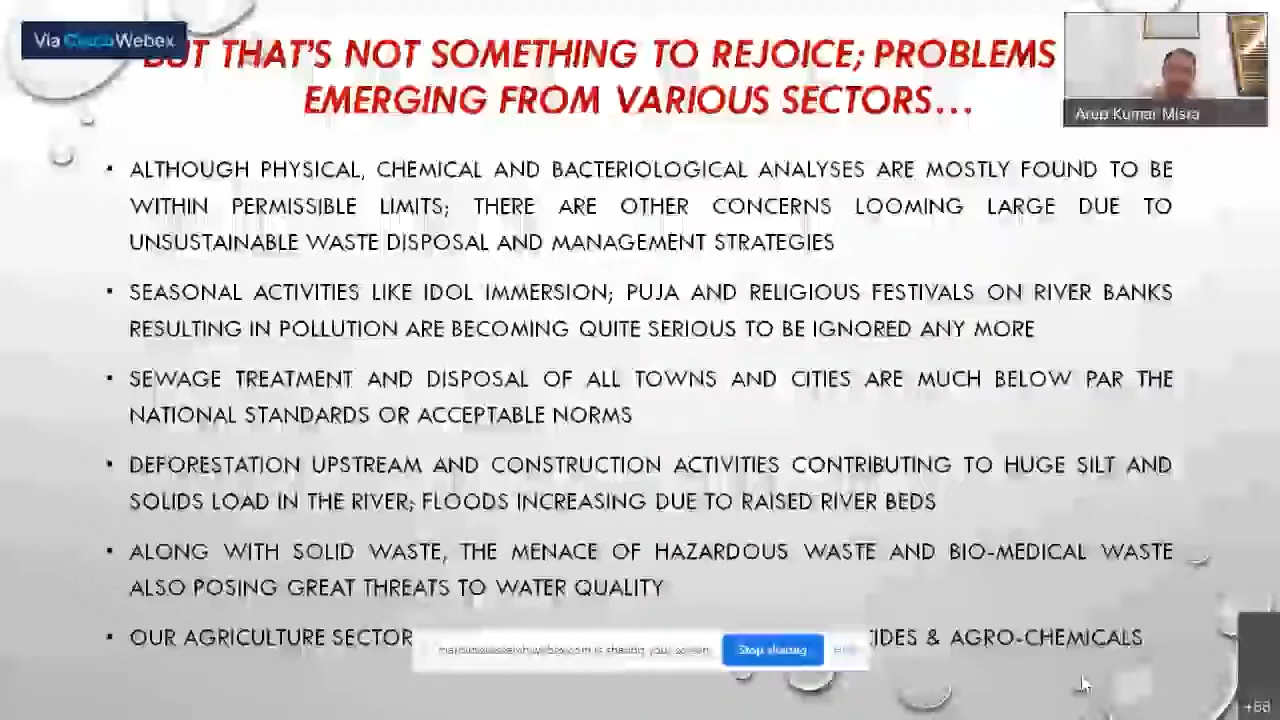 Via Cisco Webex
THAT'S NOT SOMETHING TO REJOICE; PROBLEMS
EMERGING FROM VARIOUS SECTORS...
Arup Kumar Misra
• ALTHOUGH PHYSICAL, CHEMICAL AND BACTERIOLOGICAL ANALYSES ARE MOSTLY FOUND TO BE
WITHIN PERMISSIBLE LIMITS; THERE ARE OTHER CONCERNS LOOMING LARGE DUE TO
UNSUSTAINABLE WASTE DISPOSAL AND MANAGEMENT STRATEGIES
• SEASONAL ACTIVITIES LIKE IDOL IMMERSION; PUJA AND RELIGIOUS FESTIVALS ON RIVER BANKS
RESULTING IN POLLUTION ARE BECOMING QUITE SERIOUS TO BE IGNORED ANY MORE
• SEWAGE TREATMENT AND DISPOSAL OF ALL TOWNS AND CITIES ARE MUCH BELOW PAR THE
NATIONAL STANDARDS OR ACCEPTABLE NORMS
• DEFORESTATION UPSTREAM AND CONSTRUCTION ACTIVITIES CONTRIBUTING TO HUGE SILT AND
SOLIDS LOAD IN THE RIVER; FLOODS INCREASING DUE TO RAISED RIVER BEDS
• ALONG WITH SOLID WASTE, THE MENACE OF HAZARDOUS WASTE AND BIO-MEDICAL WASTE
ALSO POSING GREAT THREATS TO WATER QUALITY
• OUR AGRICULTURE SECTOR & AGRO-CHEMICALS
is sharing your screen. Stop sharing Hide